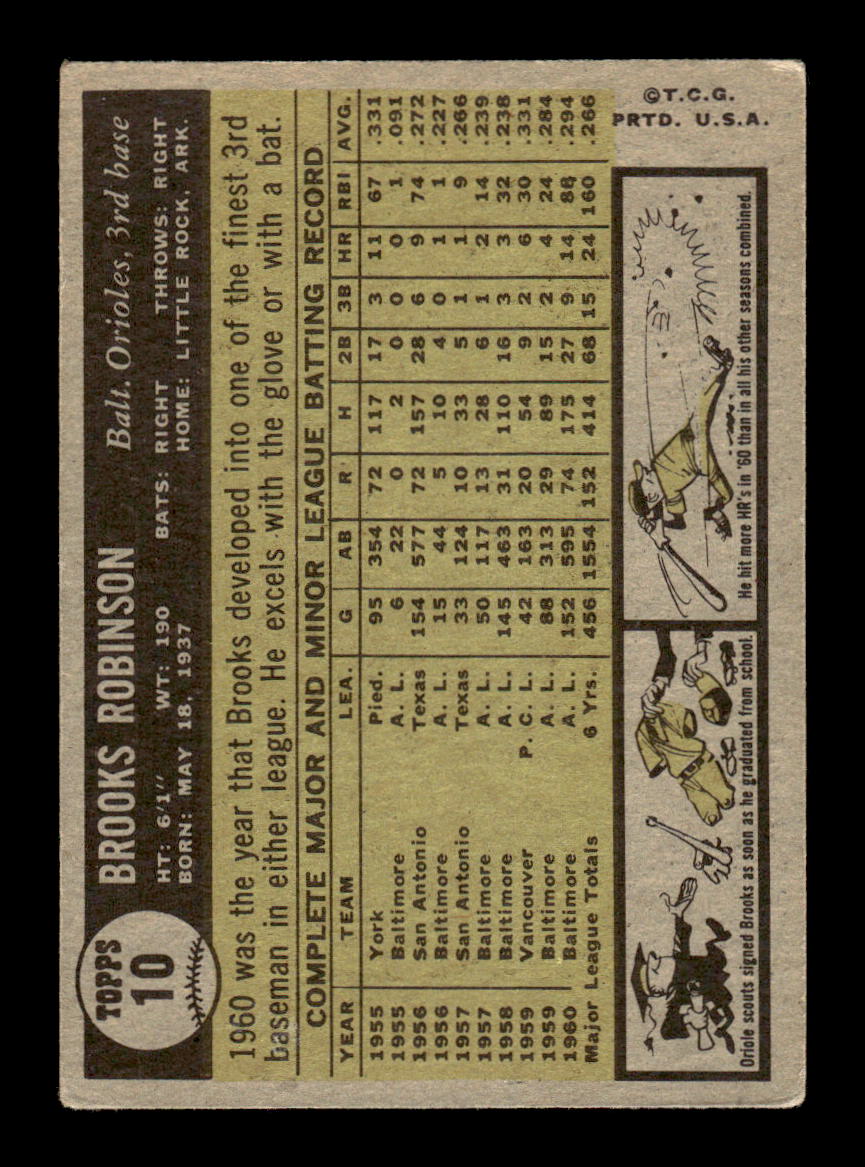 TOPPS
10
BROOKS ROBINSON Balt. Orioles, 3rd base
HT: 6'1" WT: 190 BATS: RIGHT THROWS: RIGHT
BORN: MAY 18, 1937 HOME: LITTLE ROCK, ARK.
1960 was the year that Brooks developed into one of the finest 3rd
baseman in either league. He excels with the glove or with a bat.
COMPLETE MAJOR AND MINOR LEAGUE BATTING RECORD
YEAR TEAM LEA. G AB R H 2B 3B HR RBI AVG.
1955 York Pied. 95 354 72 117 17 3 11 67 .331
1955 Baltimore A. L. 6 22 0 2 0 0 0 1 .091
1956 San Antonio Texas 154 577 72 157 28 6 9 74 .272
1956 Baltimore A. L. 15 44 5 10 4 0 1 1 .227
1957 San Antonio Texas 33 124 10 33 5 1 1 9 .266
1957 Baltimore A. L. 50 117 13 28 6 1 2 14 .239
1958 Baltimore A. L. 145 463 31 110 16 3 3 32 .238
1959 Vancouver P. C. L. 42 163 20 54 9 2 6 30 .331
1959 Baltimore A. L. 88 313 29 89 15 2 4 24 .284
1960 Baltimore A. L. 152 595 74 175 27 9 14 88 .294
Major League Totals 6 Yrs. 456 1554 152 414 68 15 24 160 .266
Oriole scouts signed Brooks as soon as he graduated from school.
He hit more HR's in '60 than in all his other seasons combined.
©T.C.G.
PRTD. U.S.A.